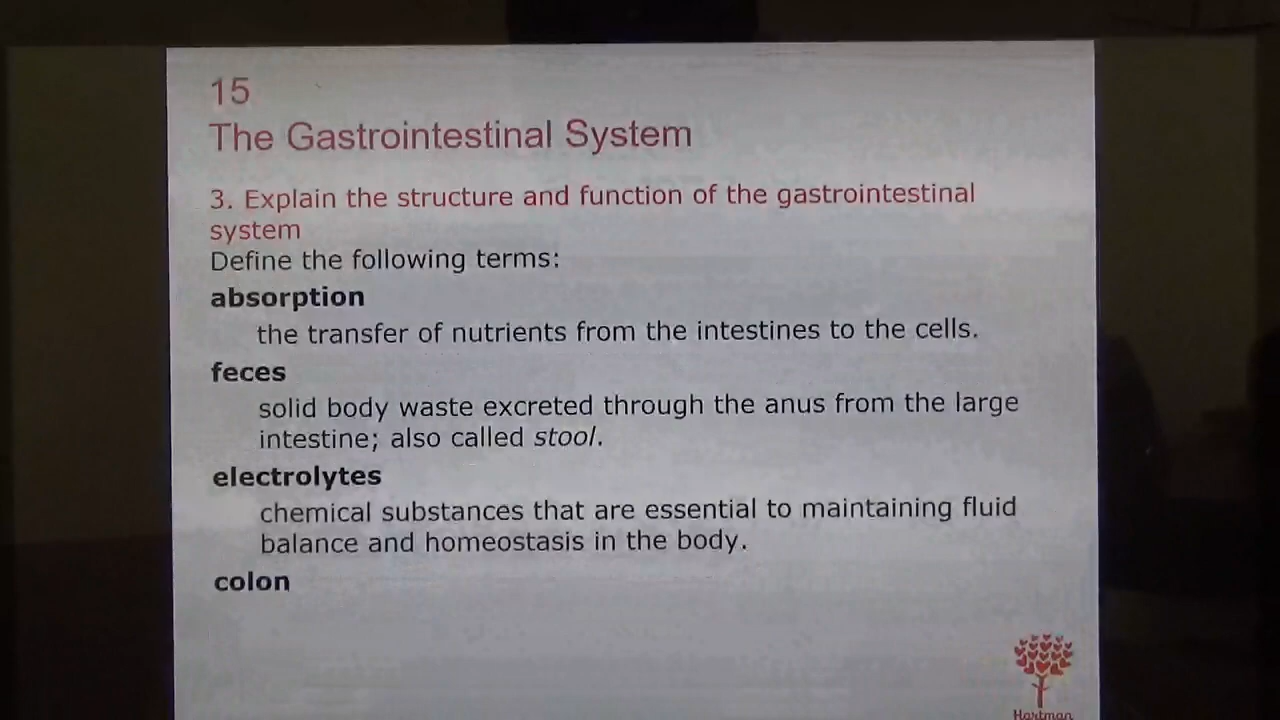 15
The Gastrointestinal System
3. Explain the structure and function of the gastrointestinal
system
Define the following terms:
absorption
the transfer of nutrients from the intestines to the cells.
feces
solid body waste excreted through the anus from the large
intestine; also called stool.
electrolytes
chemical substances that are essential to maintaining fluid
balance and homeostasis in the body.
colon
Hartman